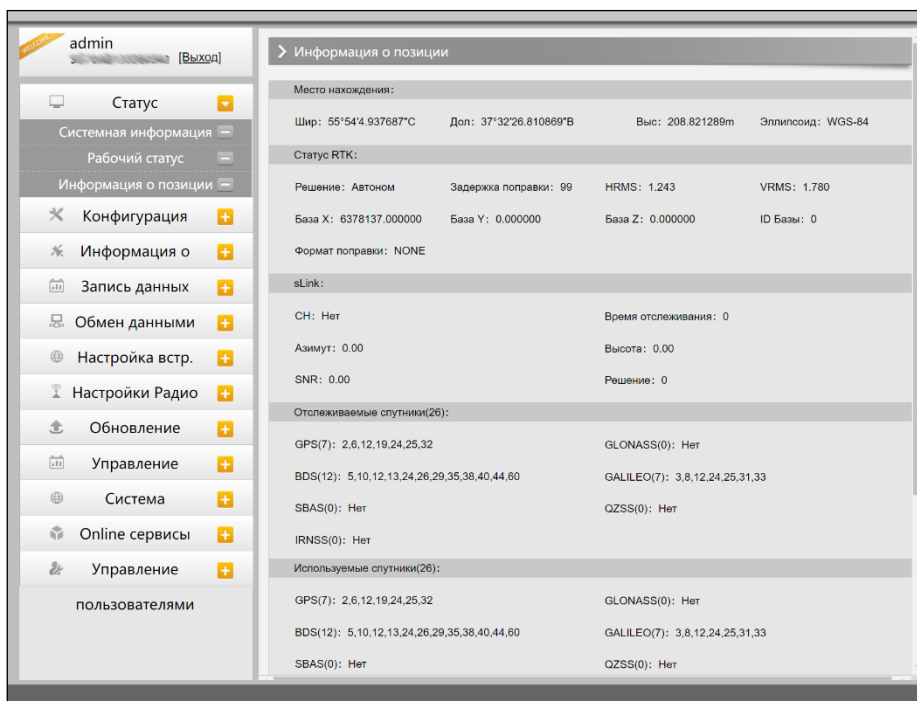 WELCOME
admin
[Выход]
Статус
Системная информация
Рабочий статус
Информация о позиции
Конфигурация
Информация о
Запись данных
Обмен данными
Настройка встр.
Настройки Радио
Обновление
Управление
Система
Online сервисы
Управление
пользователями
Информация о позиции
Место нахождения:
Шир: 55°54'4.937687"С Дол: 37°32'26.810869"В Выс: 208.821289m Эллипсоид: WGS-84
Статус RTK:
Решение: Автоном Задержка поправки: 99 HRMS: 1.243 VRMS: 1.780
База X: 6378137.000000 База Y: 0.000000 База Z: 0.000000 ID Базы: 0
Формат поправки: NONE
sLink:
CH: Нет Время отслеживания: 0
Азимут: 0.00 Высота: 0.00
SNR: 0.00 Решение: 0
Отслеживаемые спутники(26):
GPS(7): 2,6,12,19,24,25,32 GLONASS(0): Нет
BDS(12): 5,10,12,13,24,26,29,35,38,40,44,60 GALILEO(7): 3,8,12,24,25,31,33
SBAS(0): Нет QZSS(0): Нет
IRNSS(0): Нет
Используемые спутники(26):
GPS(7): 2,6,12,19,24,25,32 GLONASS(0): Нет
BDS(12): 5,10,12,13,24,26,29,35,38,40,44,60 GALILEO(7): 3,8,12,24,25,31,33
SBAS(0): Нет QZSS(0): Нет